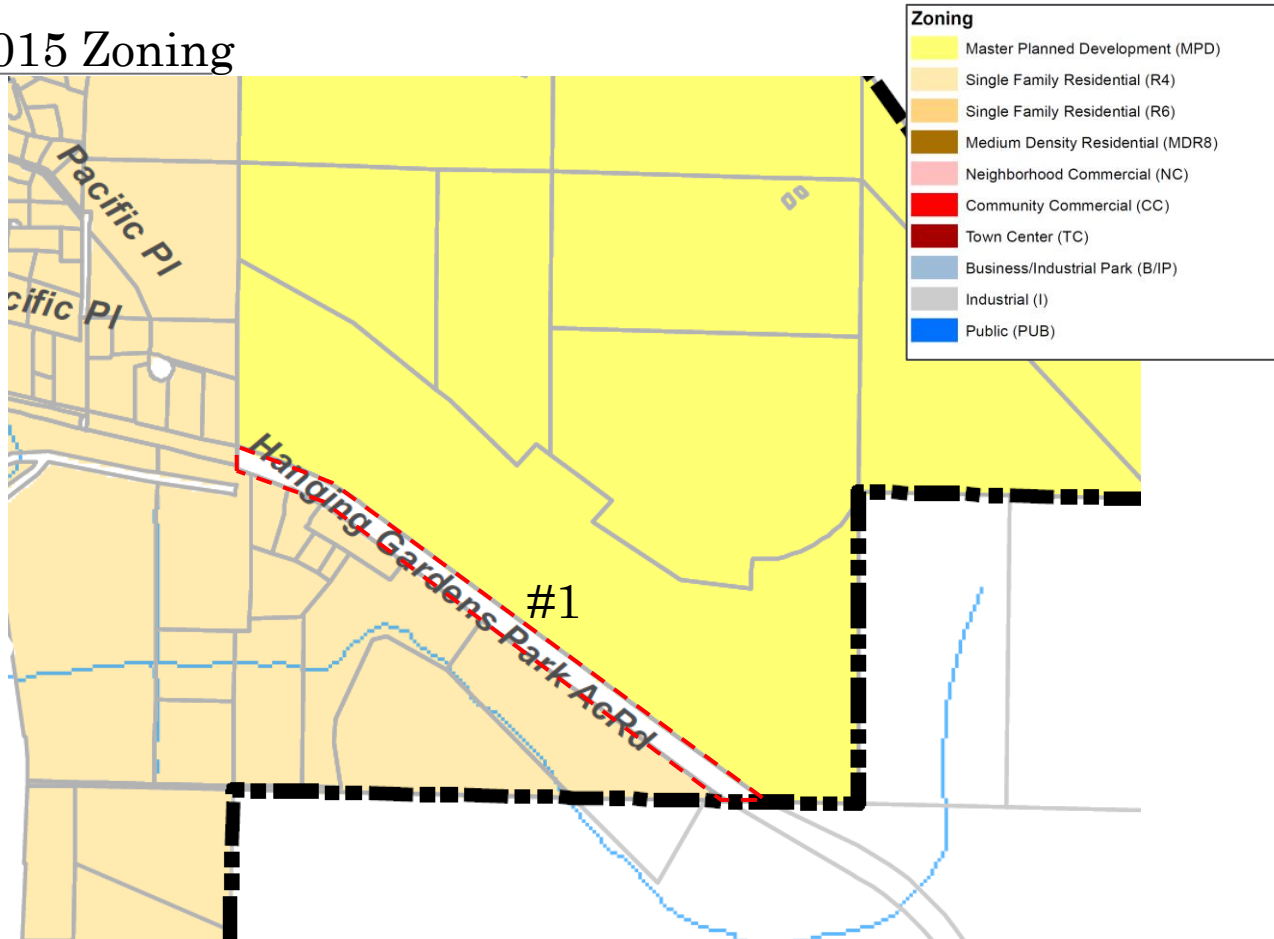 015 Zoning
Zoning
Master Planned Development (MPD)
Single Family Residential (R4)
Single Family Residential (R6)
Medium Density Residential (MDR8)
Neighborhood Commercial (NC)
Community Commercial (CC)
Town Center (TC)
Business/Industrial Park (B/IP)
Industrial (I)
Public (PUB)
Pacific Pl
cific Pl
Hanging Gardens Park AcRd
#1